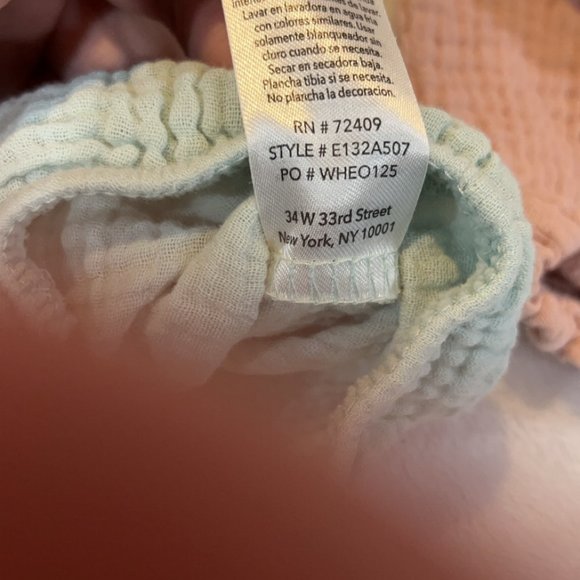 Lavar en lavadora en agua fria
con colores similares. Usar
solamente blanqueador sin
cloro cuando se necesita.
Secar en secadora baja.
Plancha tibia si se necesita.
No plancha la decoracion.
RN # 72409
STYLE # E132A507
PO # WHEO125
34 W 33rd Street
New York, NY 10001